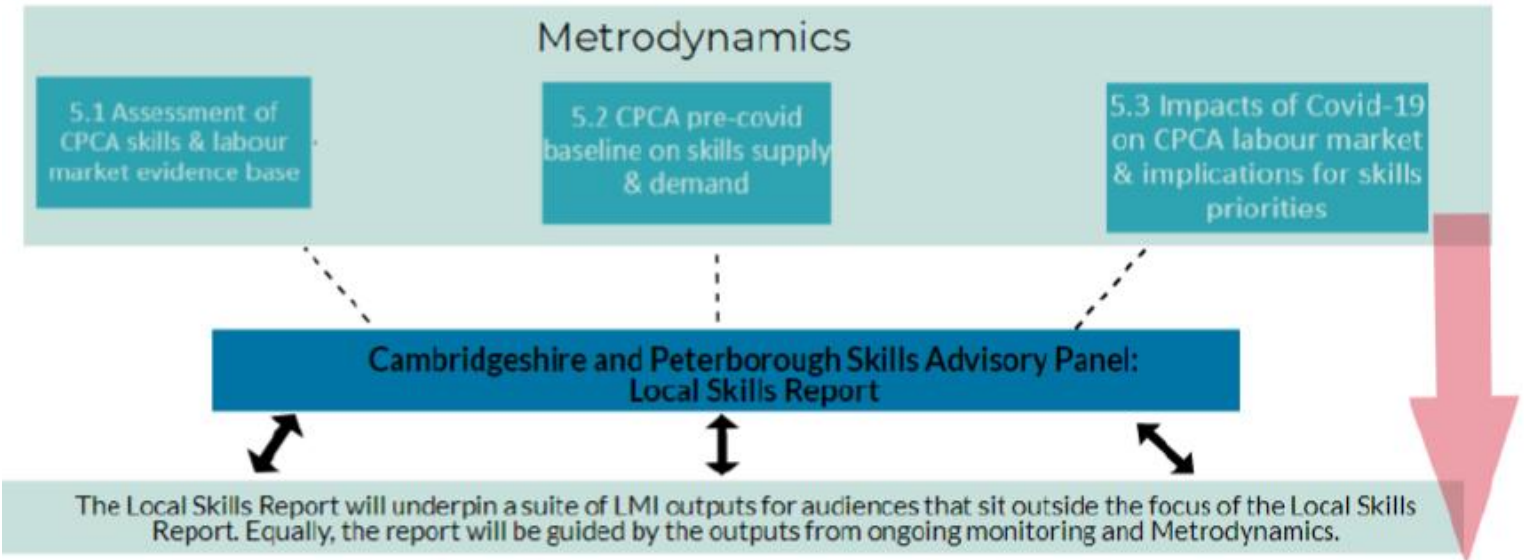 Metrodynamics
5.1 Assessment of
CPCA skills & labour
market evidence base
5.2 CPCA pre-covid
baseline on skills supply
& demand
5.3 Impacts of Covid-19
on CPCA labour market
& implications for skills
priorities
Cambridgeshire and Peterborough Skills Advisory Panel:
Local Skills Report
The Local Skills Report will underpin a suite of LMI outputs for audiences that sit outside the focus of the Local Skills
Report. Equally, the report will be guided by the outputs from ongoing monitoring and Metrodynamics.